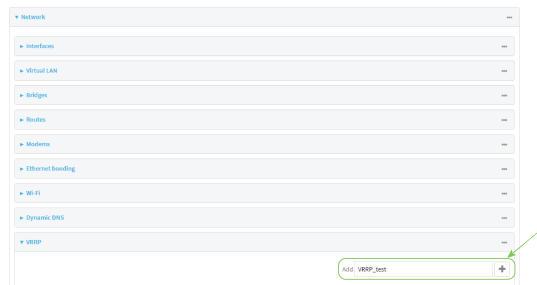 Network
Interfaces
Virtual LAN
Bridges
Routes
Modems
Ethernet bonding
Wi-Fi
Dynamic DNS
VRRP
Add VRRP_test